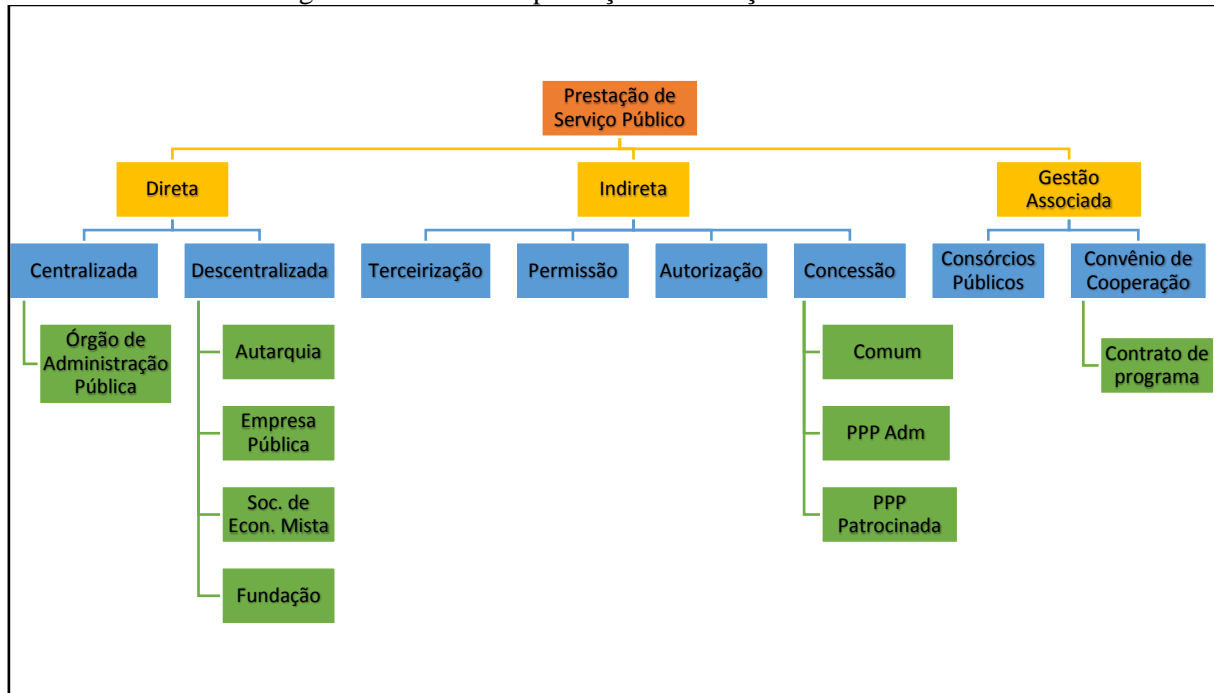 Prestação de
Serviço Público
Direta
Indireta
Gestão
Associada
Centralizada
Descentralizada
Terceirização
Permissão
Autorização
Concessão
Consórcios
Públicos
Convênio de
Cooperação
Órgão de
Administração
Pública
Autarquia
Empresa
Pública
Soc. de
Econ. Mista
Fundação
Comum
PPP Adm
PPP
Patrocinada
Contrato de
programa